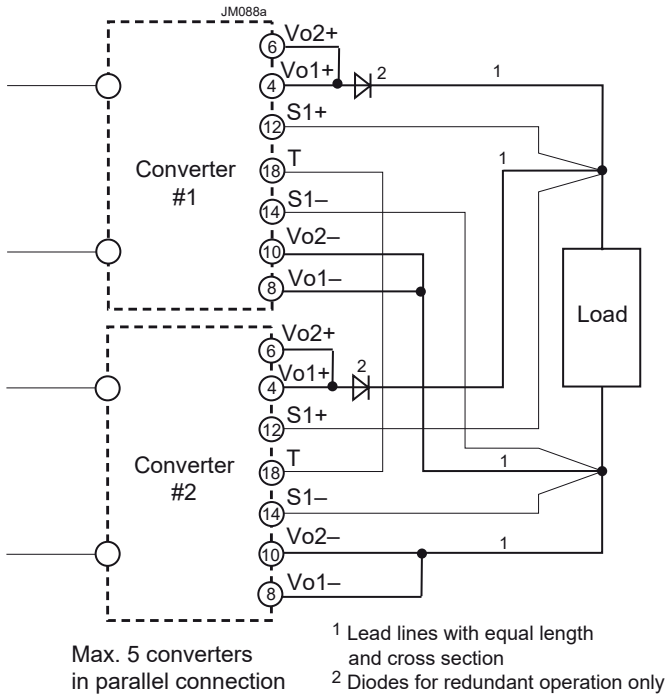 JM088a
6 Vo2+
4 Vo1+ 2 1
12 S1+
1
Converter
#1
18 T
14 S1–
10 Vo2–
8 Vo1–
Load
6 Vo2+
4 Vo1+ 2
12 S1+
Converter
#2
18 T
1
14 S1–
10 Vo2– 1
8 Vo1–
Max. 5 converters
in parallel connection
1 Lead lines with equal length
and cross section
2 Diodes for redundant operation only